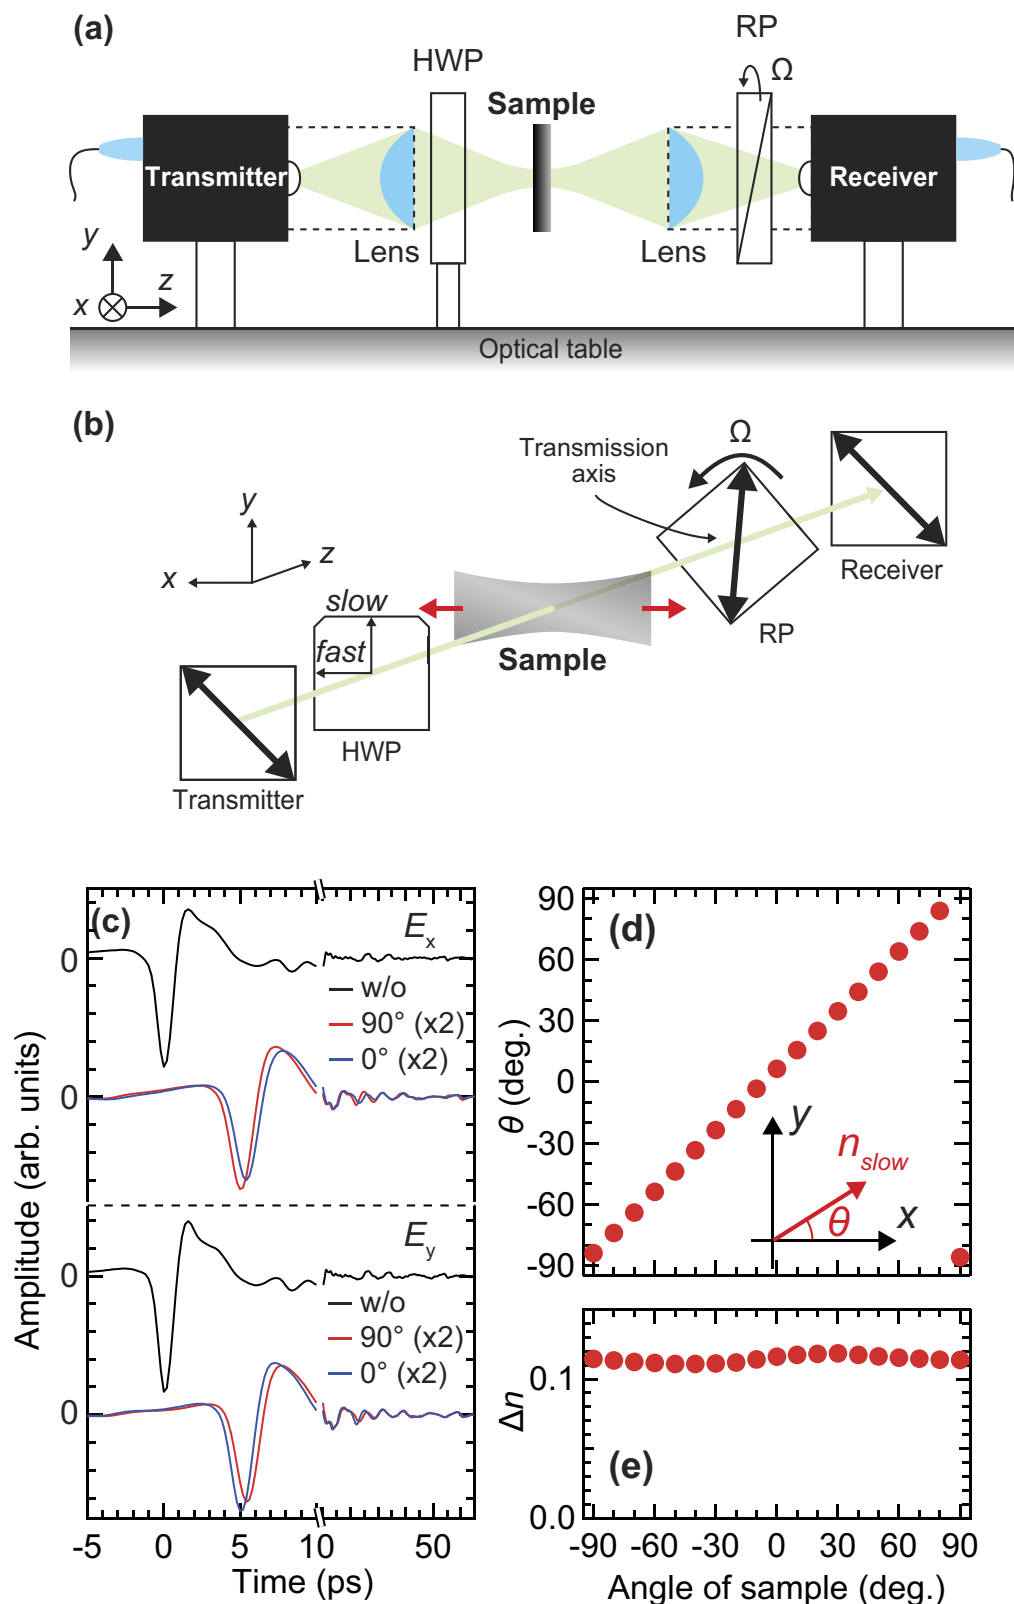 (a)
RP
HWP
Ω
Sample
Transmitter
Receiver
Lens
Lens
y
z
x
Optical table
(b)
Ω
Transmission
axis
y
z
x
Receiver
slow
fast
RP
Sample
HWP
Transmitter
(c)
Ex
0
w/o
90° (x2)
0° (x2)
0
Ey
0
w/o
90° (x2)
0° (x2)
0
Amplitude (arb. units)
-5 0 5 10 50
Time (ps)
(d)
90
60
30
0
-30
-60
-90
θ (deg.)
y
nslow
θ
x
0.1
0.0
Δn
(e)
-90 -60 -30 0 30 60 90
Angle of sample (deg.)